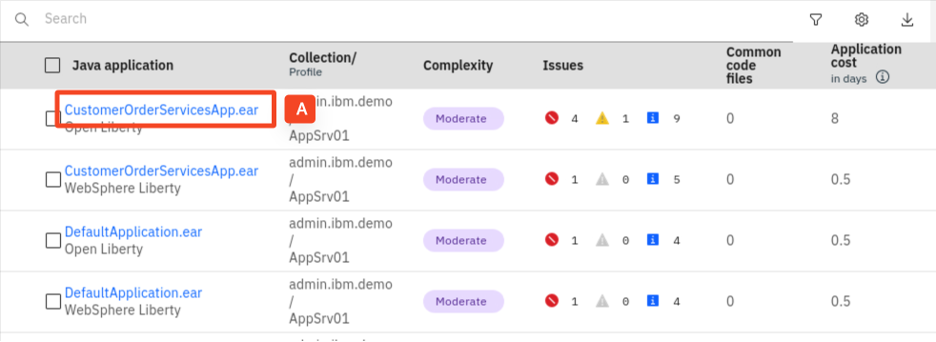 Search
Java application
Collection/
Profile
Complexity
Issues
Common
code
files
Application
cost
in days
CustomerOrderServicesApp.ear
Open Liberty
A
in.ibm.demo
/
AppSrv01
Moderate
4 1 9
0
8
CustomerOrderServicesApp.ear
WebSphere Liberty
admin.ibm.demo
/
AppSrv01
Moderate
1 0 5
0
0.5
DefaultApplication.ear
Open Liberty
admin.ibm.demo
/
AppSrv01
Moderate
1 0 4
0
0.5
DefaultApplication.ear
WebSphere Liberty
admin.ibm.demo
/
AppSrv01
Moderate
1 0 4
0
0.5